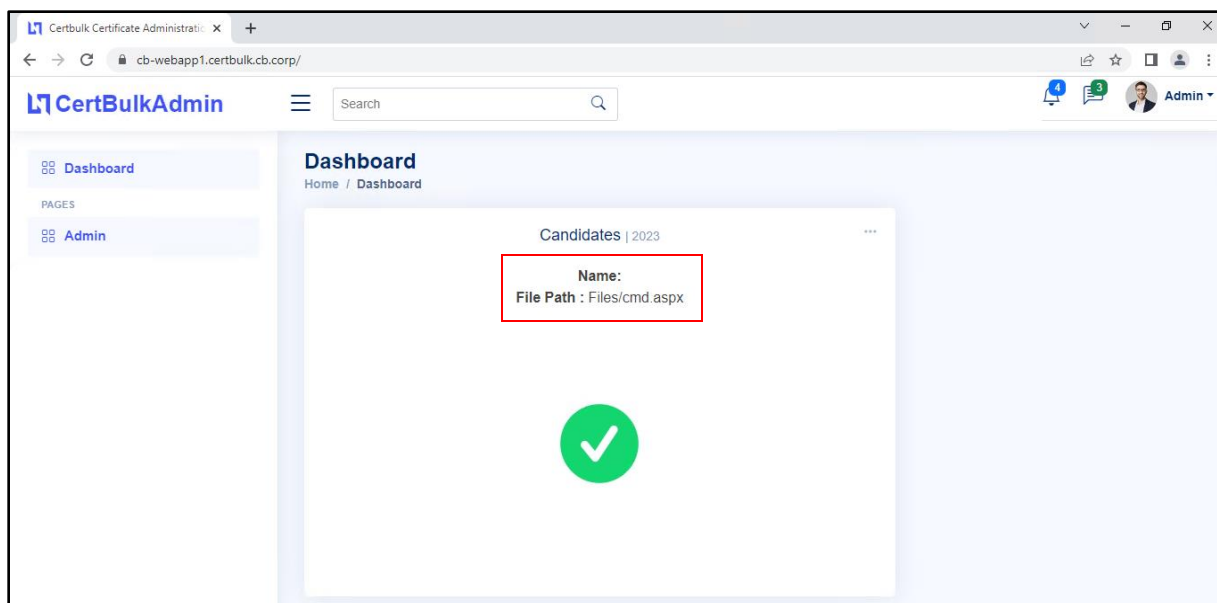 Certbulk Certificate Administratic
cb-webapp1.certbulk.cb.corp/
CertBulkAdmin
Search
4
3
Admin
Dashboard
PAGES
Admin
Dashboard
Home / Dashboard
Candidates | 2023
Name:
File Path : Files/cmd.aspx